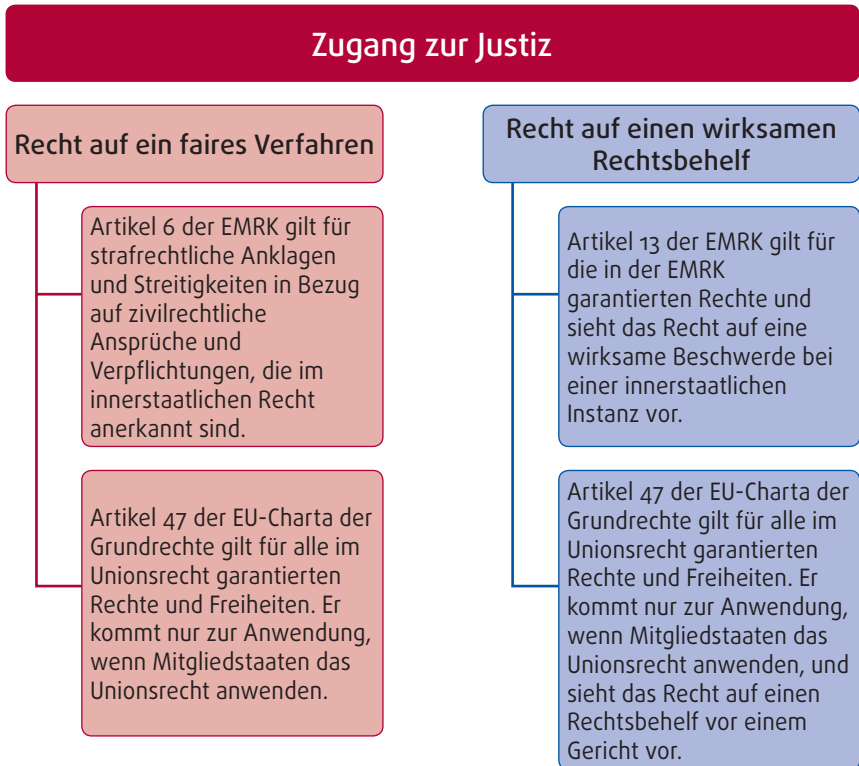 Zugang zur Justiz
Recht auf ein faires Verfahren
Artikel 6 der EMRK gilt für
strafrechtliche Anklagen
und Streitigkeiten in Bezug
auf zivilrechtliche
Ansprüche und
Verpflichtungen, die im
innerstaatlichen Recht
anerkannt sind.
Artikel 47 der EU-Charta der
Grundrechte gilt für alle im
Unionsrecht garantierten
Rechte und Freiheiten. Er
kommt nur zur Anwendung,
wenn Mitgliedstaaten das
Unionsrecht anwenden.
Recht auf einen wirksamen
Rechtsbehelf
Artikel 13 der EMRK gilt für
die in der EMRK
garantierten Rechte und
sieht das Recht auf eine
wirksame Beschwerde bei
einer innerstaatlichen
Instanz vor.
Artikel 47 der EU-Charta der
Grundrechte gilt für alle im
Unionsrecht garantierten
Rechte und Freiheiten. Er
kommt nur zur Anwendung,
wenn Mitgliedstaaten das
Unionsrecht anwenden, und
sieht das Recht auf einen
Rechtsbehelf vor einem
Gericht vor.